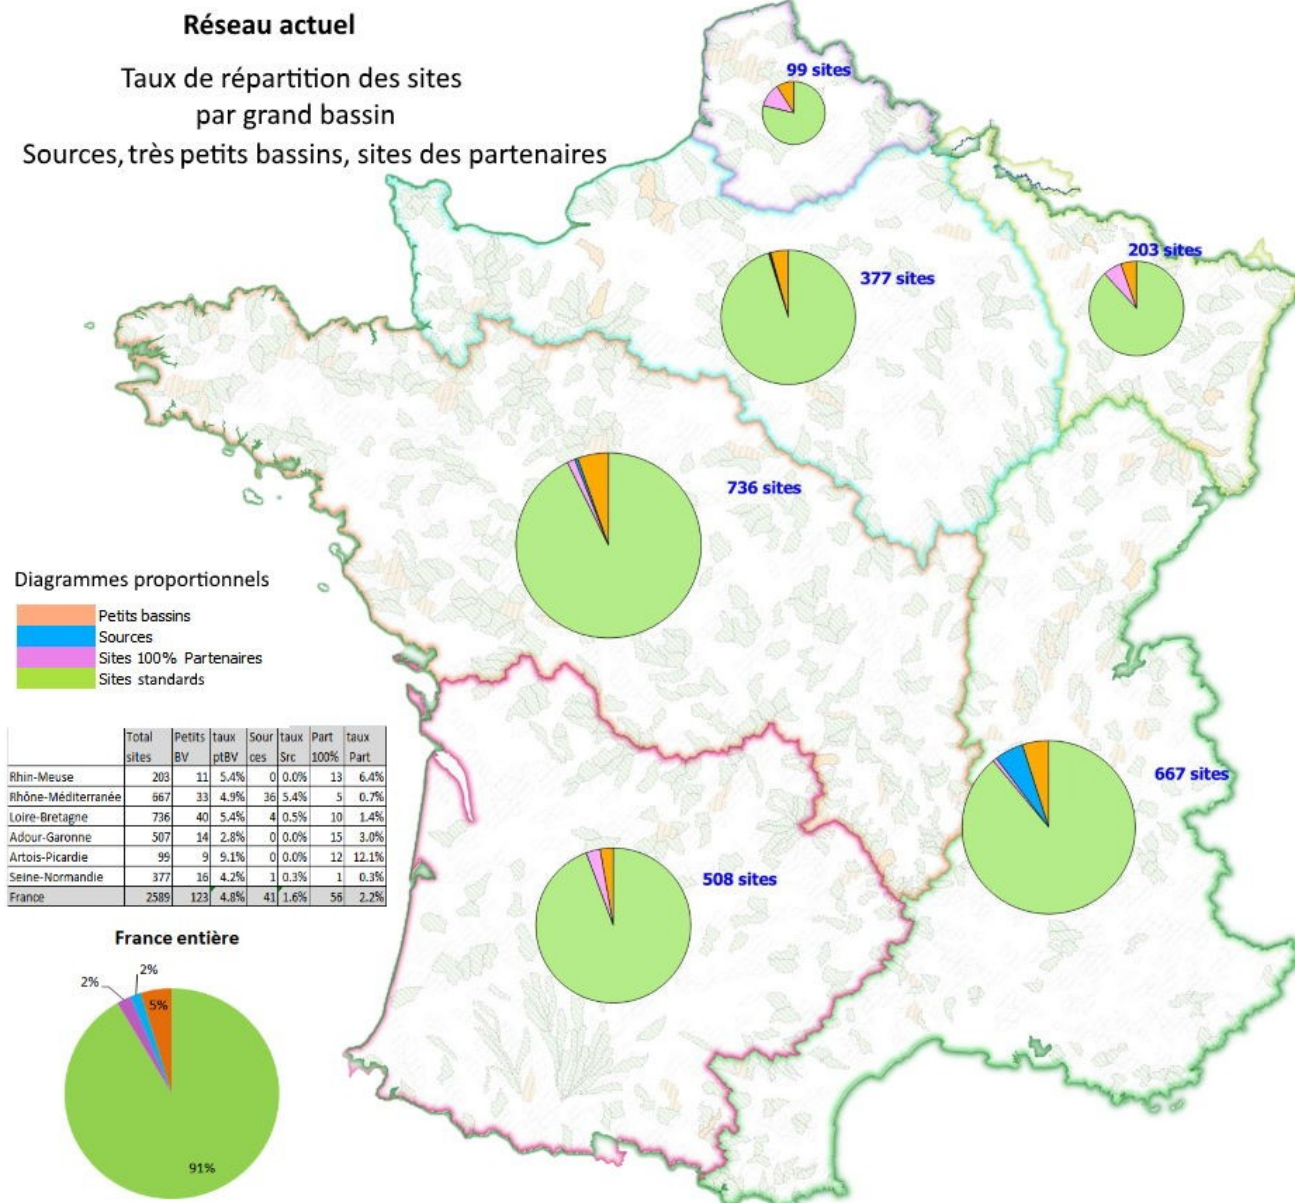 Réseau actuel
Taux de répartition des sites
par grand bassin
Sources, très petits bassins, sites des partenaires
99 sites
203 sites
377 sites
736 sites
667 sites
508 sites
Diagrammes proportionnels
Petits bassins
Sources
Sites 100% Partenaires
Sites standards
Total Petits taux Sour taux Part taux
sites BV ptBV ces Src 100% Part
Rhin-Meuse 203 11 5.4% 0 0.0% 13 6.4%
Rhône-Méditerranée 667 33 4.9% 36 5.4% 5 0.7%
Loire-Bretagne 736 40 5.4% 4 0.5% 10 1.4%
Adour-Garonne 507 14 2.8% 0 0.0% 15 3.0%
Artois-Picardie 99 9 9.1% 0 0.0% 12 12.1%
Seine-Normandie 377 16 4.2% 1 0.3% 1 0.3%
France 2589 123 4.8% 41 1.6% 56 2.2%
France entière
2%
2%
5%
91%